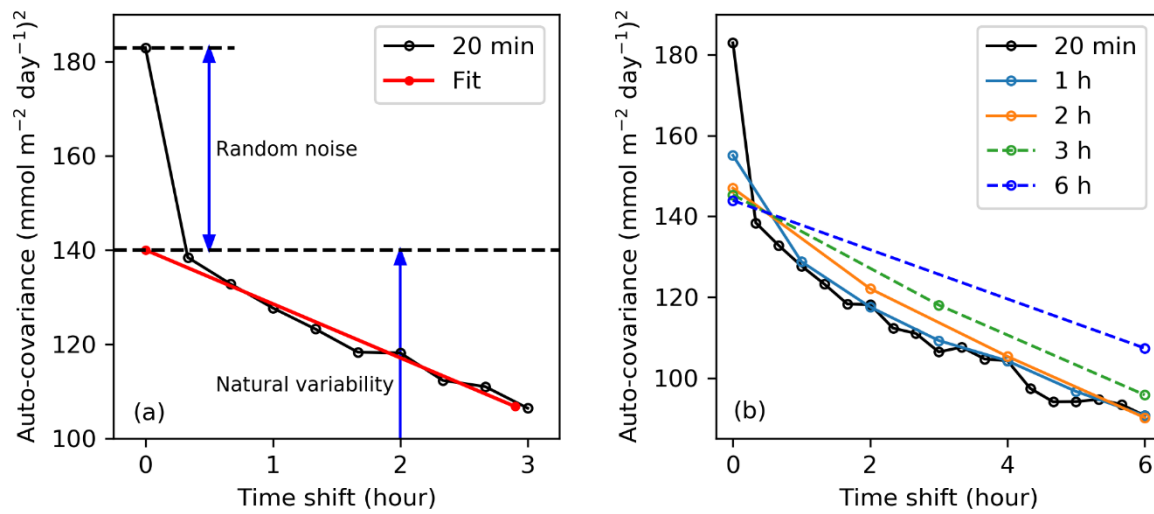 Auto-covariance (mmol m⁻² day⁻¹)²
180
160
140
120
100
20 min
Fit
Random noise
Natural variability
(a)
0
1
2
3
Time shift (hour)
Auto-covariance (mmol m⁻² day⁻¹)²
180
160
140
120
100
20 min
1 h
2 h
3 h
6 h
(b)
0
2
4
6
Time shift (hour)